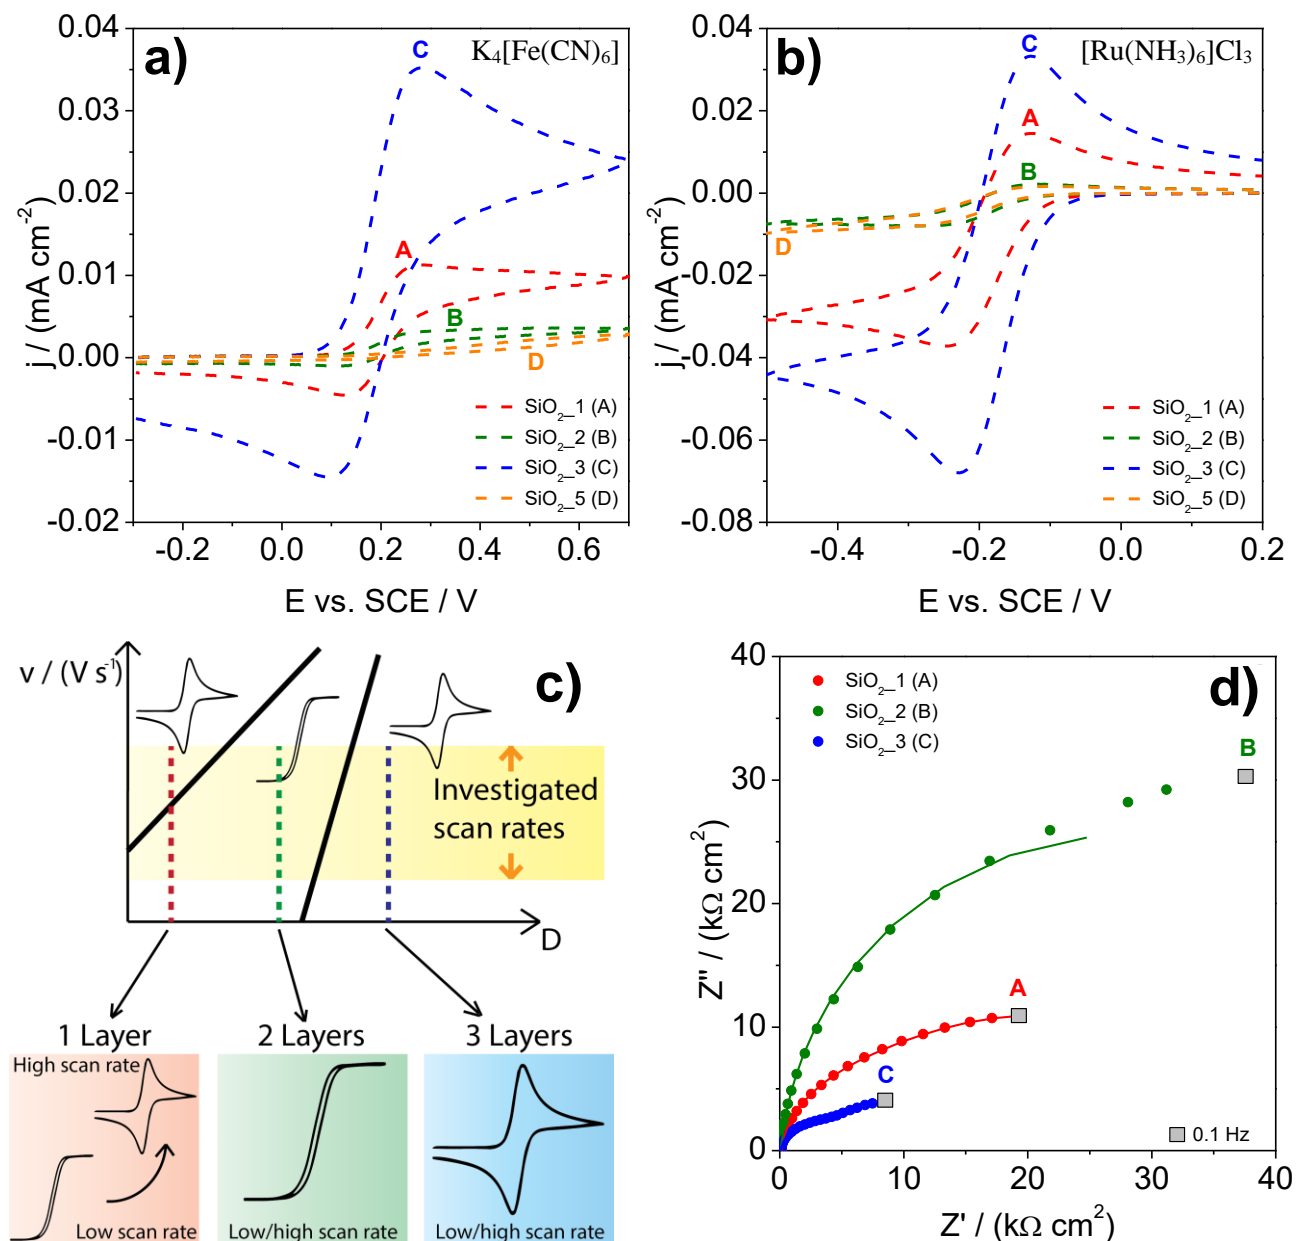 a)
K₄[Fe(CN)₆]
0.04
0.03
0.02
0.01
0.00
-0.01
-0.02
j / (mA cm⁻²)
C
A
B
D
SiO₂_1 (A)
SiO₂_2 (B)
SiO₂_3 (C)
SiO₂_5 (D)
-0.2 0.0 0.2 0.4 0.6
E vs. SCE / V
b)
[Ru(NH₃)₆]Cl₃
0.06
0.04
0.02
0.00
-0.02
-0.04
-0.06
-0.08
j / (mA cm⁻²)
C
A
B
D
SiO₂_1 (A)
SiO₂_2 (B)
SiO₂_3 (C)
SiO₂_5 (D)
-0.4 -0.2 0.0 0.2
E vs. SCE / V
c)
v / (V s⁻¹)
Investigated
scan rates
D
1 Layer
High scan rate
Low scan rate
2 Layers
Low/high scan rate
3 Layers
Low/high scan rate
d)
SiO₂_1 (A)
SiO₂_2 (B)
SiO₂_3 (C)
40
30
20
10
0
Z'' / (kΩ cm²)
B
A
C
0.1 Hz
0 10 20 30 40
Z' / (kΩ cm²)